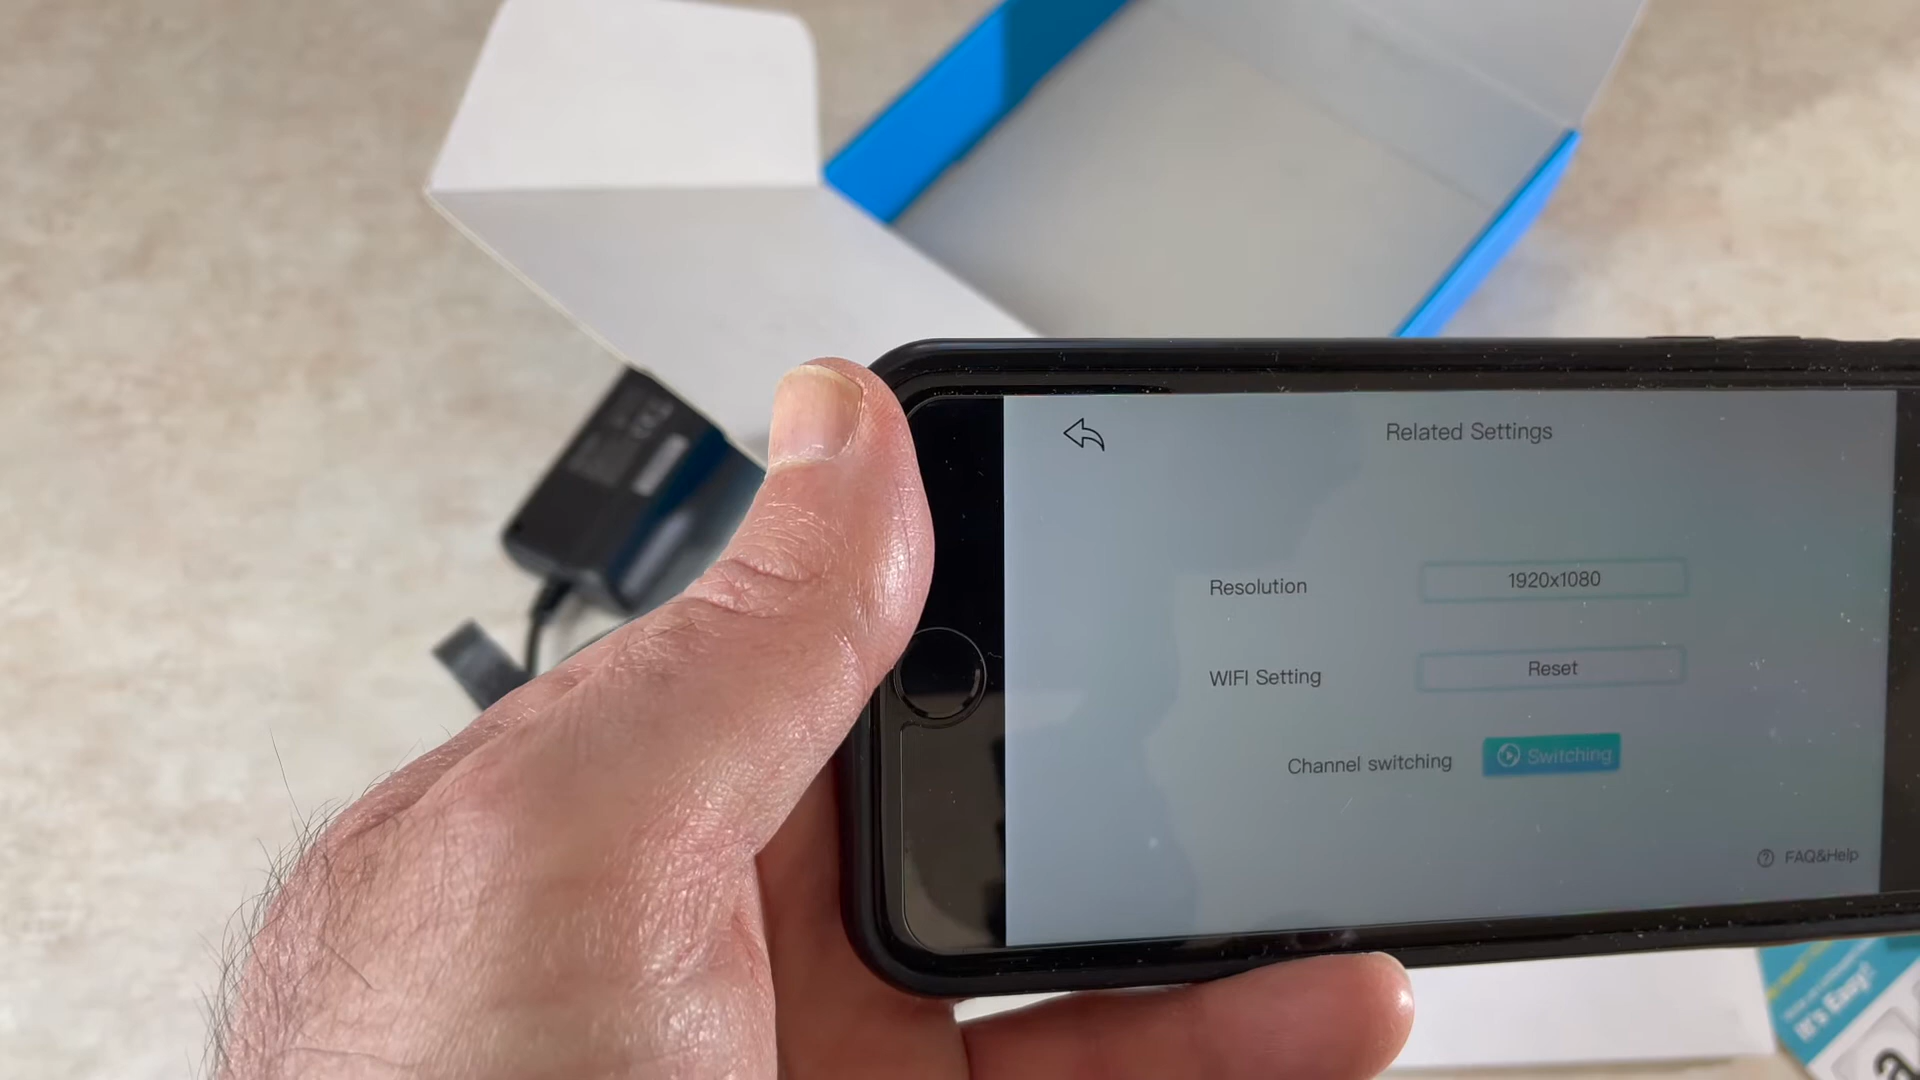 Related Settings
Resolution 1920x1080
WIFI Setting Reset
Channel switching Switching
FAQ&Help
It's Easy!
a